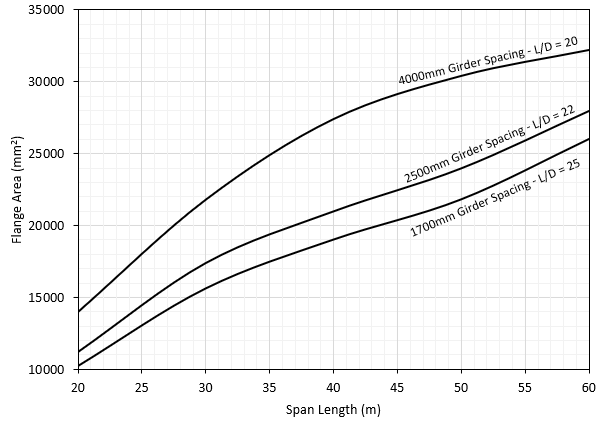 35000
30000
25000
20000
15000
10000
Flange Area (mm²)
4000mm Girder Spacing - L/D = 20
2500mm Girder Spacing - L/D = 22
1700mm Girder Spacing - L/D = 25
20 25 30 35 40 45 50 55 60
Span Length (m)